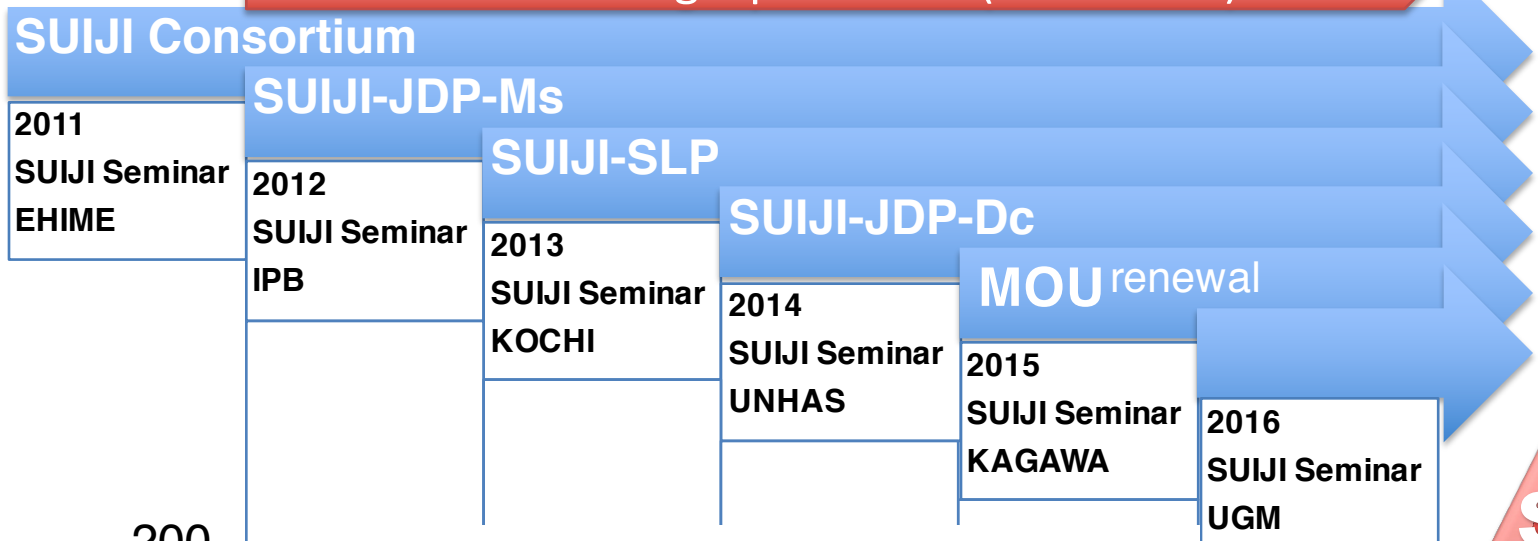 SUIJI Consortium
SUIJI-JDP-Ms
2011
SUIJI Seminar
EHIME
SUIJI-SLP
2012
SUIJI Seminar
IPB
SUIJI-JDP-Dc
2013
SUIJI Seminar
KOCHI
MOU renewal
2014
SUIJI Seminar
UNHAS
2015
SUIJI Seminar
KAGAWA
2016
SUIJI Seminar
UGM
200